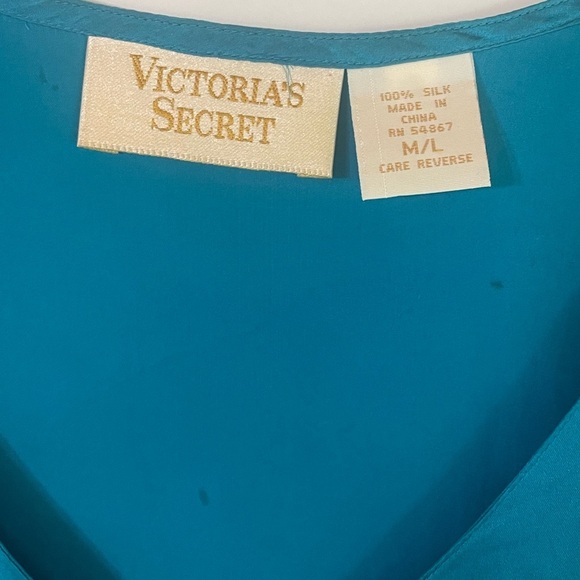 VICTORIA'S
SECRET
100% SILK
MADE IN
CHINA
RN 54867
M/L
CARE REVERSE